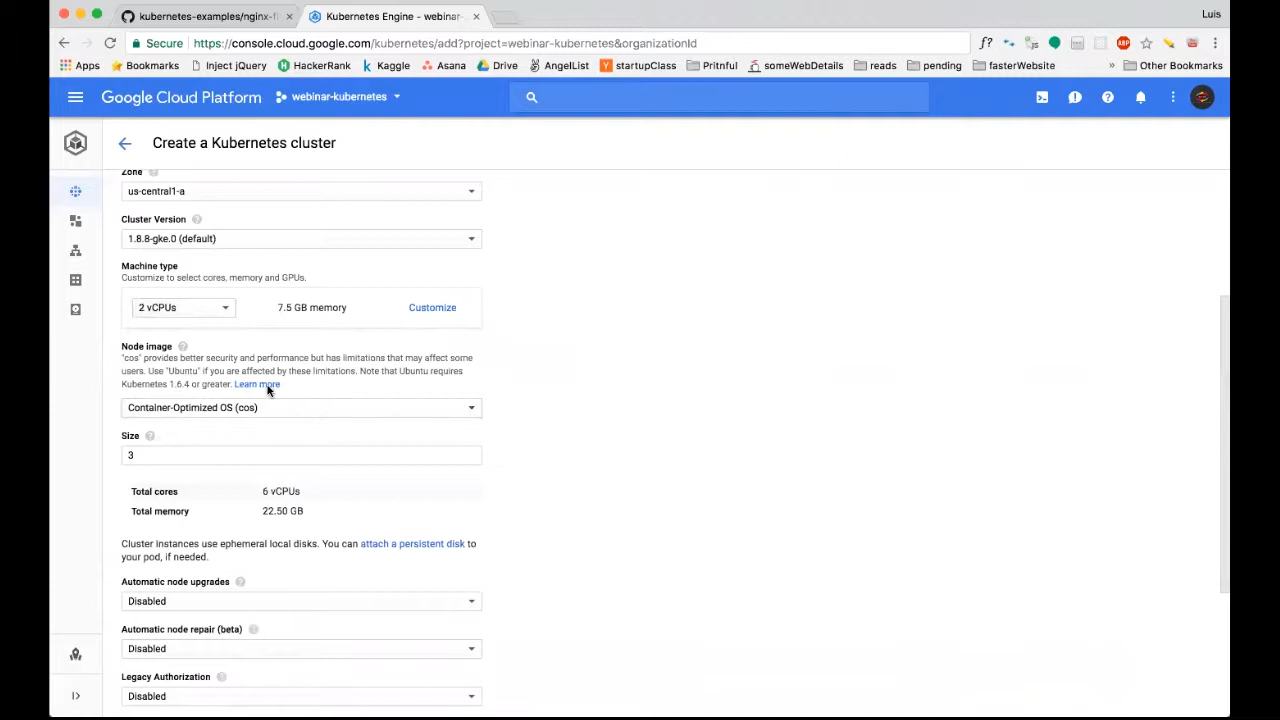 kubernetes-examples/nginx-f
Kubernetes Engine - webinar-
Luis
Secure
https://console.cloud.google.com/kubernetes/add?project=webinar-kubernetes&organizationId
f?
ABP
Apps
Bookmarks
Inject jQuery
HackerRank
Kaggle
Asana
Drive
AngelList
startupClass
Pritnful
someWebDetails
reads
pending
fasterWebsite
»
Other Bookmarks
Google Cloud Platform
webinar-kubernetes
Create a Kubernetes cluster
Zone
us-central1-a
Cluster Version
1.8.8-gke.0 (default)
Machine type
Customize to select cores, memory and GPUs.
2 vCPUs
7.5 GB memory
Customize
Node image
"cos" provides better security and performance but has limitations that may affect some
users. Use "Ubuntu" if you are affected by these limitations. Note that Ubuntu requires
Kubernetes 1.6.4 or greater. Learn more
Container-Optimized OS (cos)
Size
3
Total cores 6 vCPUs
Total memory 22.50 GB
Cluster instances use ephemeral local disks. You can attach a persistent disk to
your pod, if needed.
Automatic node upgrades
Disabled
Automatic node repair (beta)
Disabled
Legacy Authorization
Disabled